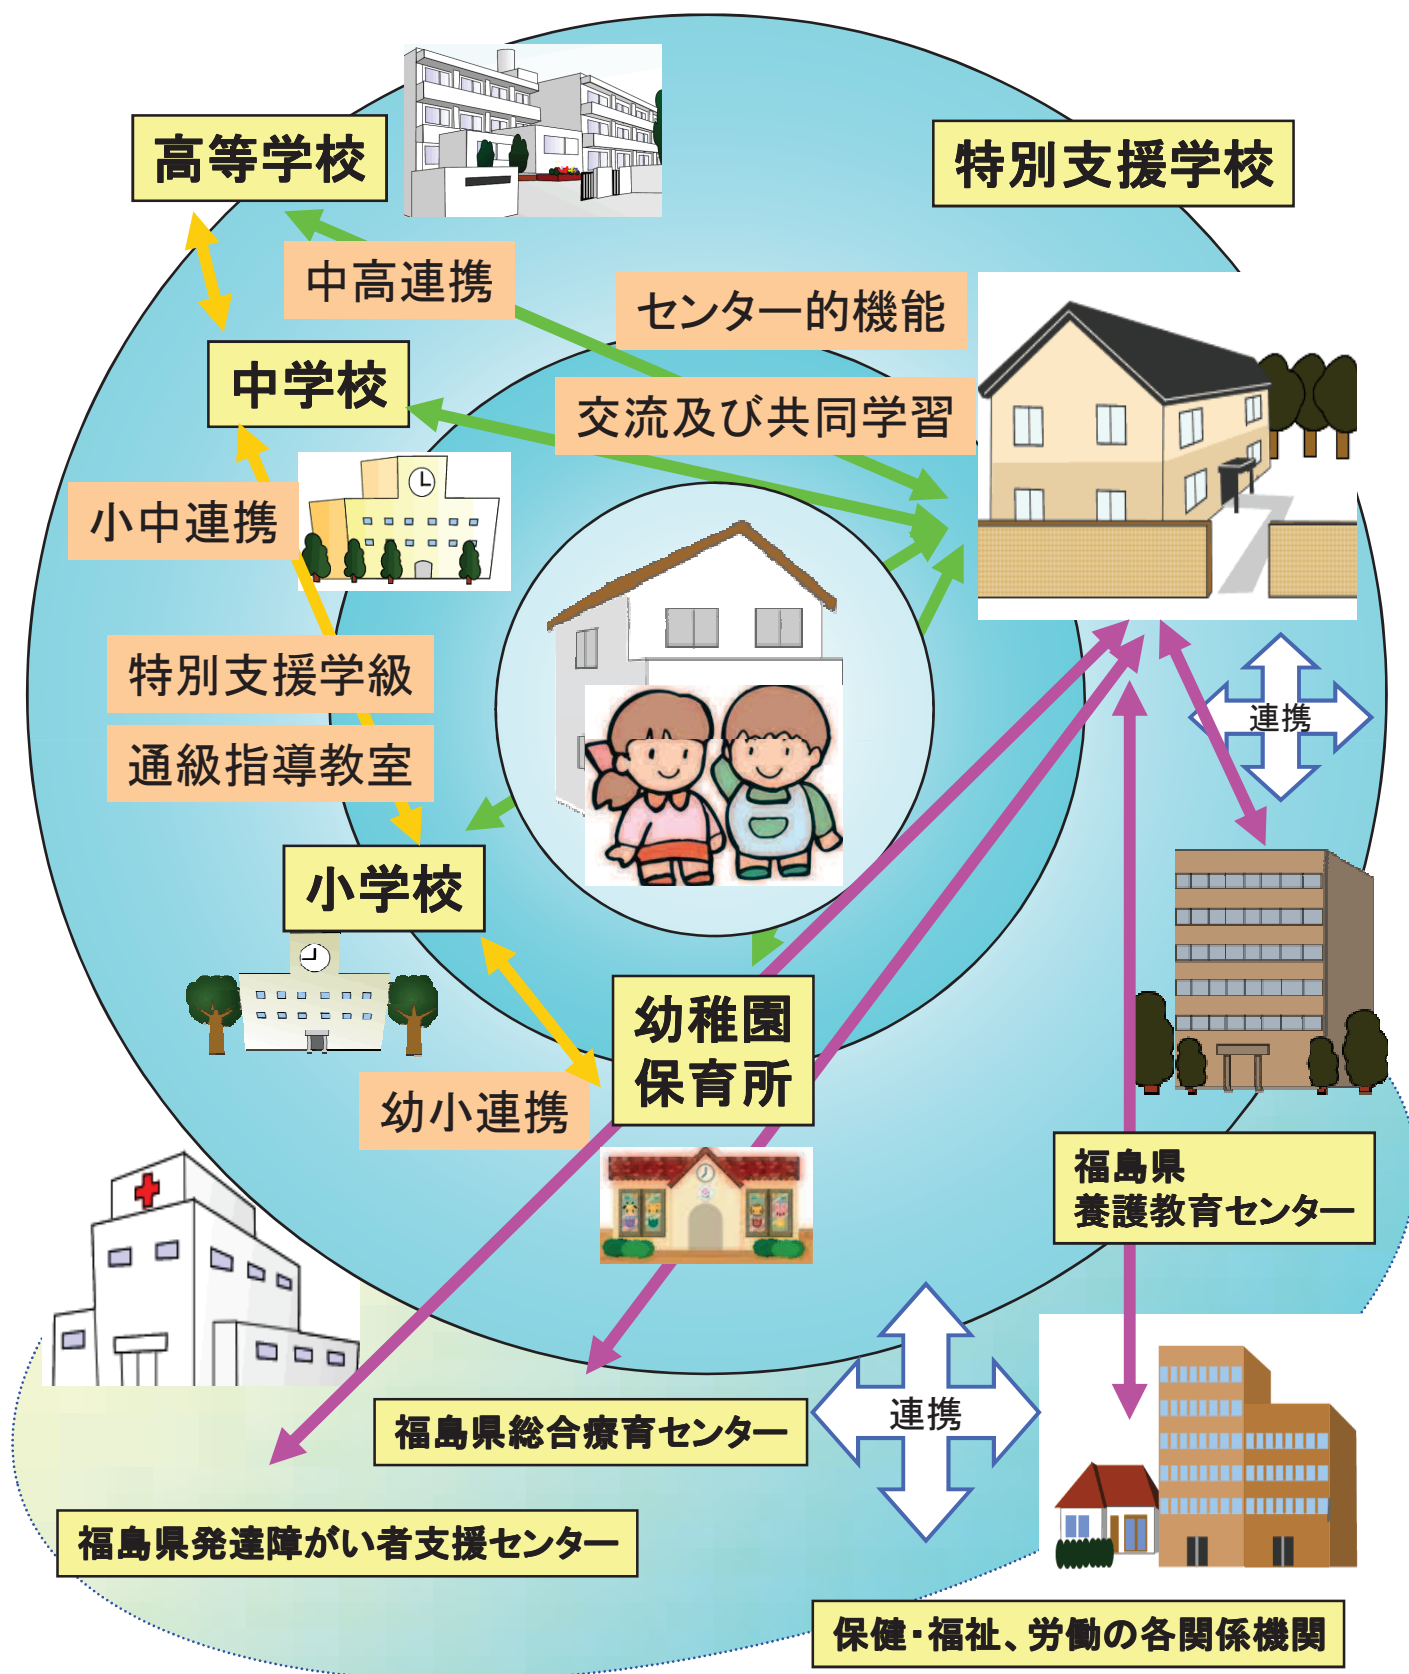 高等学校
特別支援学校
中高連携
センター的機能
中学校
交流及び共同学習
小中連携
特別支援学級
通級指導教室
連携
小学校
幼稚園
保育所
幼小連携
福島県
養護教育センター
福島県総合療育センター
連携
福島県発達障がい者支援センター
保健・福祉、労働の各関係機関